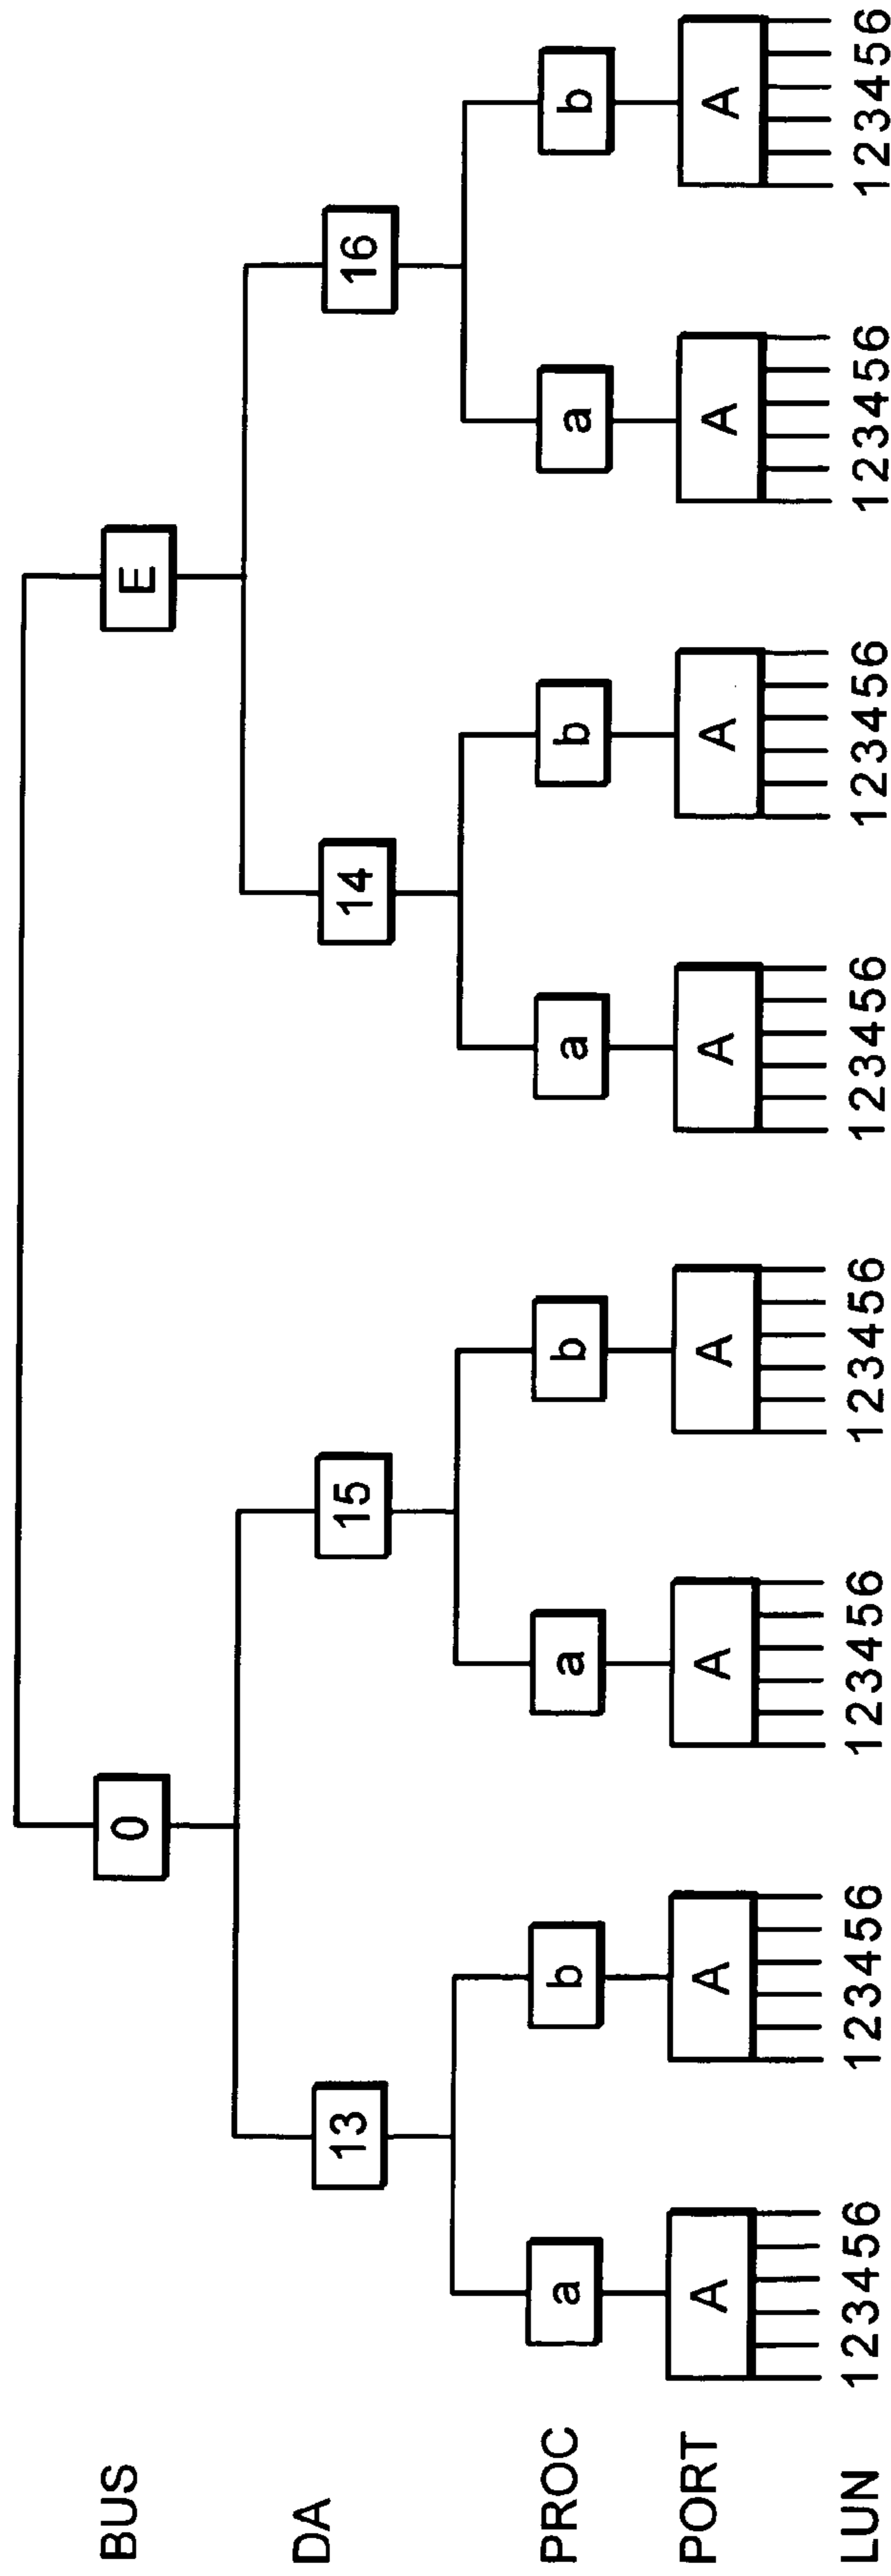 BUS 0 E
DA 13 15 14 16
PROC a b a b a b a b
PORT A A A A A A A A
LUN 123456 123456 123456 123456 123456 123456 123456 123456